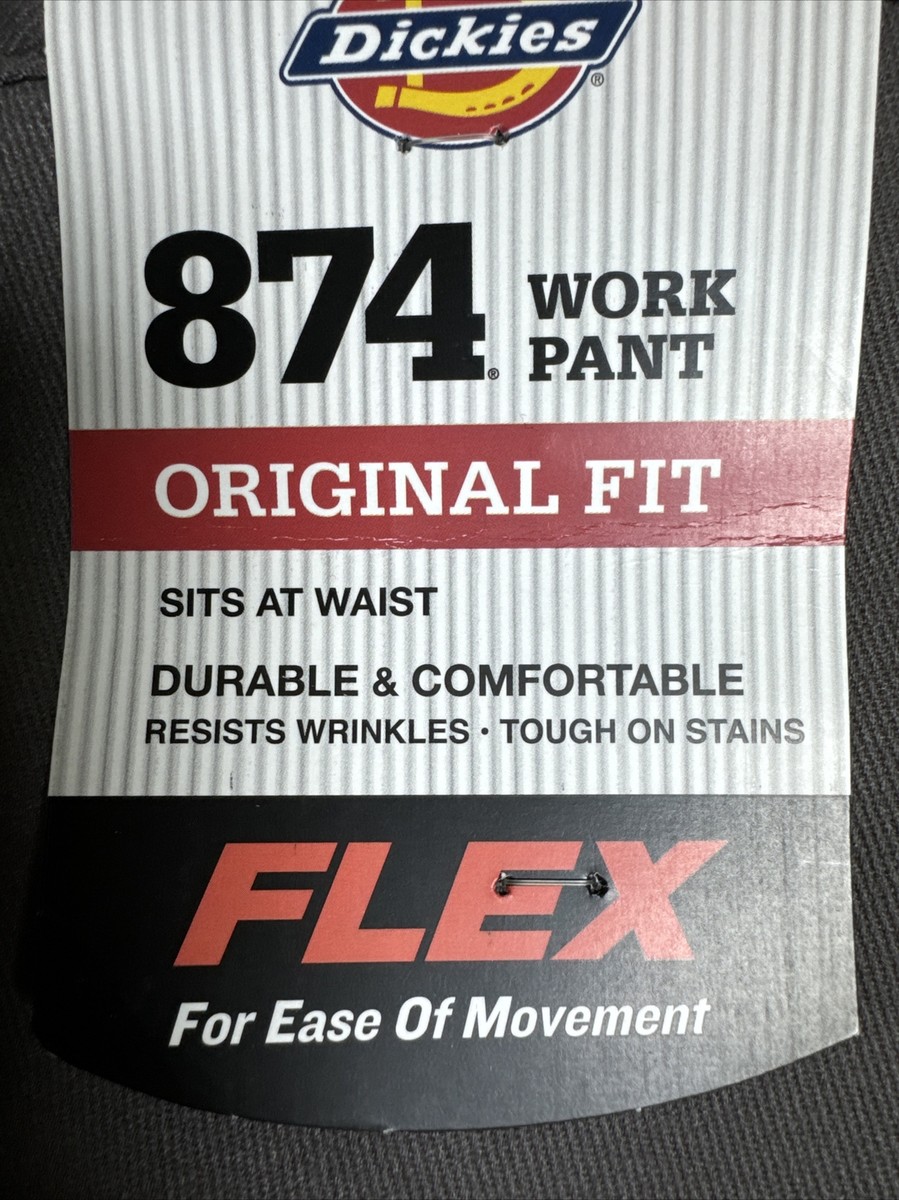 Dickies®
874® WORK PANT
ORIGINAL FIT
SITS AT WAIST
DURABLE & COMFORTABLE
RESISTS WRINKLES · TOUGH ON STAINS
FLEX
For Ease Of Movement